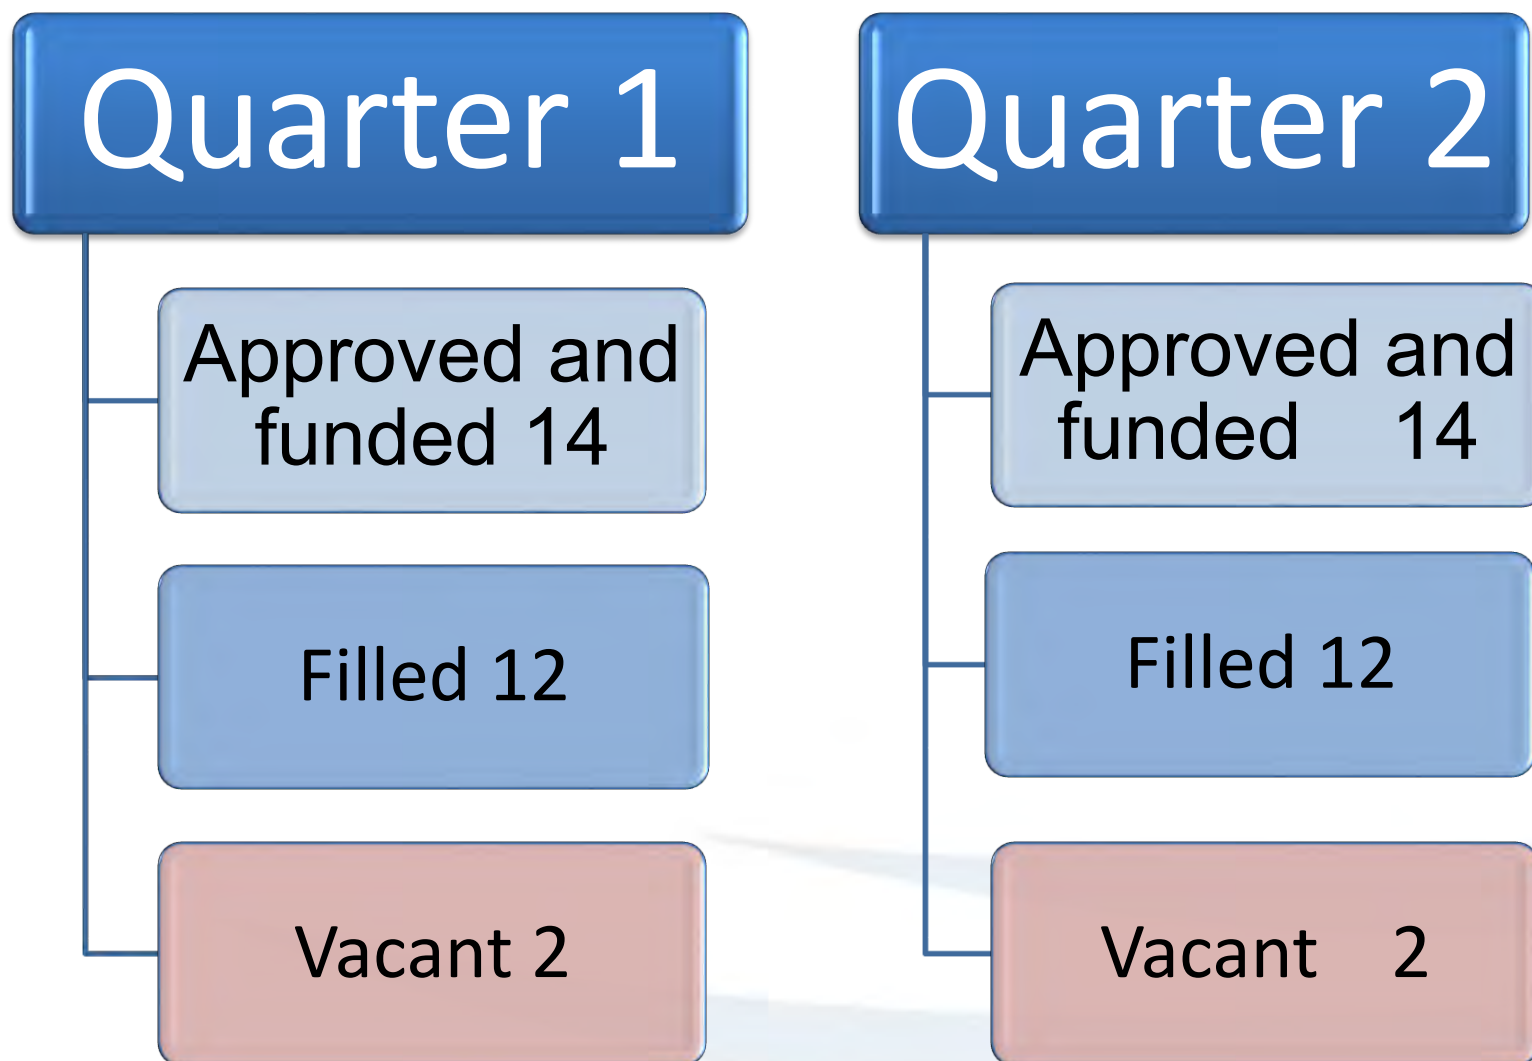 Quarter 1
Approved and
funded 14
Filled 12
Vacant 2
Quarter 2
Approved and
funded 14
Filled 12
Vacant 2